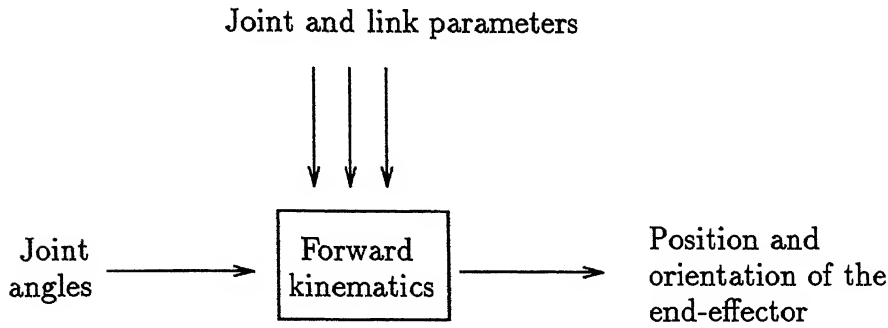 Joint and link parameters
Joint
angles
Forward
kinematics
Position and
orientation of the
end-effector